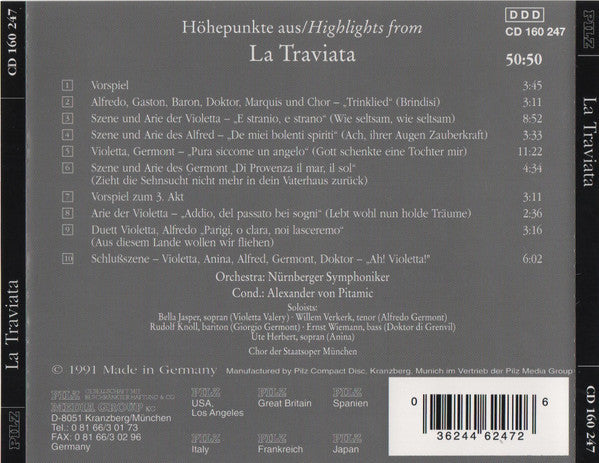 CD 160 247
La Traviata
PILZ
Höhepunkte aus/Highlights from
La Traviata
DDD
CD 160 247
50:50
1 Vorspiel 3:45
2 Alfredo, Gaston, Baron, Doktor, Marquis und Chor – „Trinklied“ (Brindisi) 3:11
3 Szene und Arie der Violetta – „E stranio, e strano“ (Wie seltsam, wie seltsam) 8:52
4 Szene und Arie des Alfred – „De miei bolenti spiriti“ (Ach, ihrer Augen Zauberkraft) 3:33
5 Violetta, Germont – „Pura siccome un angelo“ (Gott schenkte eine Tochter mir) 11:22
6 Szene und Arie des Germont „Di Provenza il mar, il sol“ 4:34
(Zieht die Sehnsucht nicht mehr in dein Vaterhaus zurück)
7 Vorspiel zum 3. Akt 3:11
8 Arie der Violetta – „Addio, del passato bei sogni“ (Lebt wohl nun holde Träume) 2:36
9 Duett Violetta, Alfredo „Parigi, o clara, noi lasceremo“ 3:16
(Aus diesem Lande wollen wir fliehen)
10 Schlußszene – Violetta, Anina, Alfred, Germont, Doktor – „Ah! Violetta!" 6:02
Orchestra: Nürnberger Symphoniker
Cond.: Alexander von Pitamic
Soloists:
Bella Jasper, sopran (Violetta Valery) · Willem Verkerk, tenor (Alfredo Germont)
Rudolf Knoll, bariton (Giorgio Germont) · Ernst Wiemann, bass (Doktor di Grenvil)
Ute Herbert, sopran (Anina)
Chor der Staatsoper München
© 1991 Made in Germany
Manufactured by Pilz Compact Disc, Kranzberg, Munich im Vertrieb der Pilz Media Group.
PILZ GESELLSCHAFT MIT
BESCHRÄNKTER HAFTUNG & CO
MEDIA GROUP KG
D-8051 Kranzberg/München
TEL. 0 81 66/3 01 73
FAX: 0 81 66/3 02 96
PILZ
USA,
Los Angeles
PILZ
Great Britain
PILZ
Spanien
PILZ
Italy
PILZ
Frankreich
PILZ
Japan
0 36244 62472 6
PILZ
La Traviata
CD 160 247